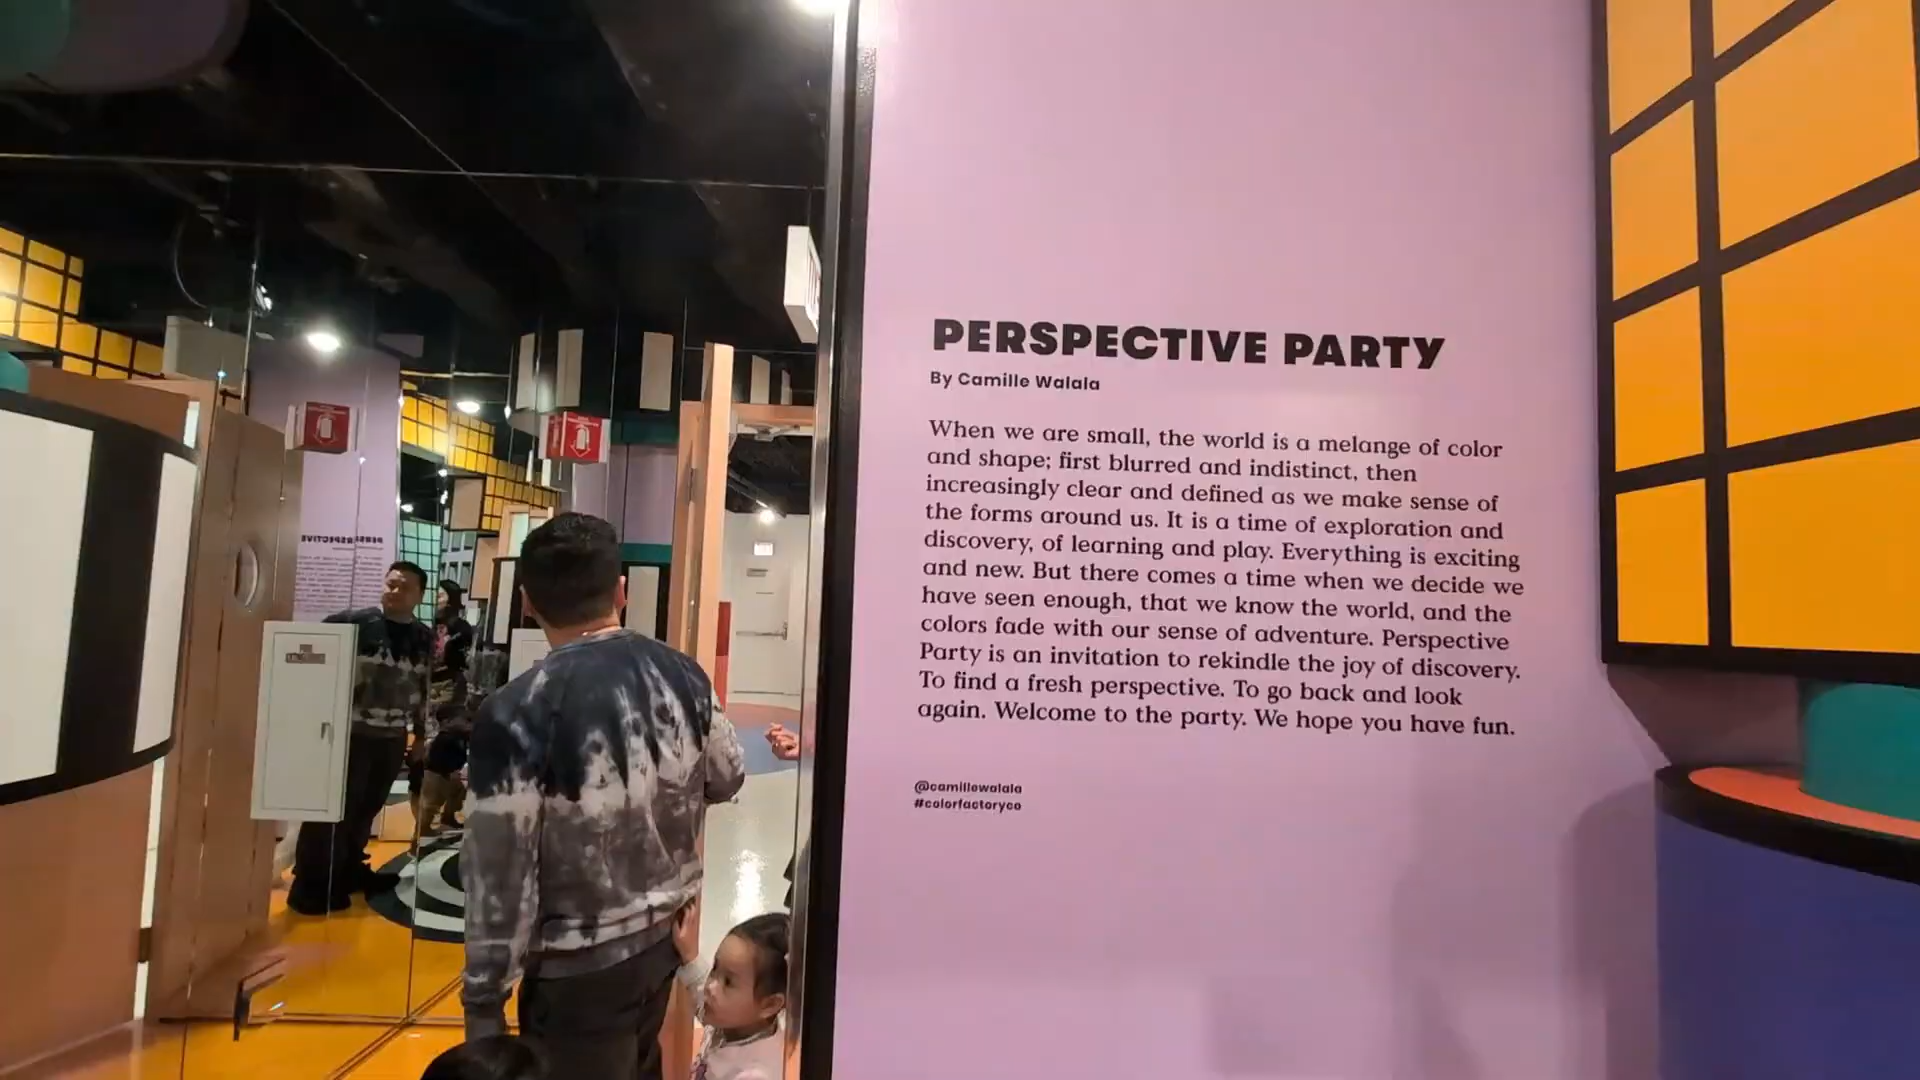 PERSPECTIVE PARTY
By Camille Walala
When we are small, the world is a melange of color
and shape; first blurred and indistinct, then
increasingly clear and defined as we make sense of
the forms around us. It is a time of exploration and
discovery, of learning and play. Everything is exciting
and new. But there comes a time when we decide we
have seen enough, that we know the world, and the
colors fade with our sense of adventure. Perspective
Party is an invitation to rekindle the joy of discovery.
To find a fresh perspective. To go back and look
again. Welcome to the party. We hope you have fun.
@camillewalala
#colorfactoryco